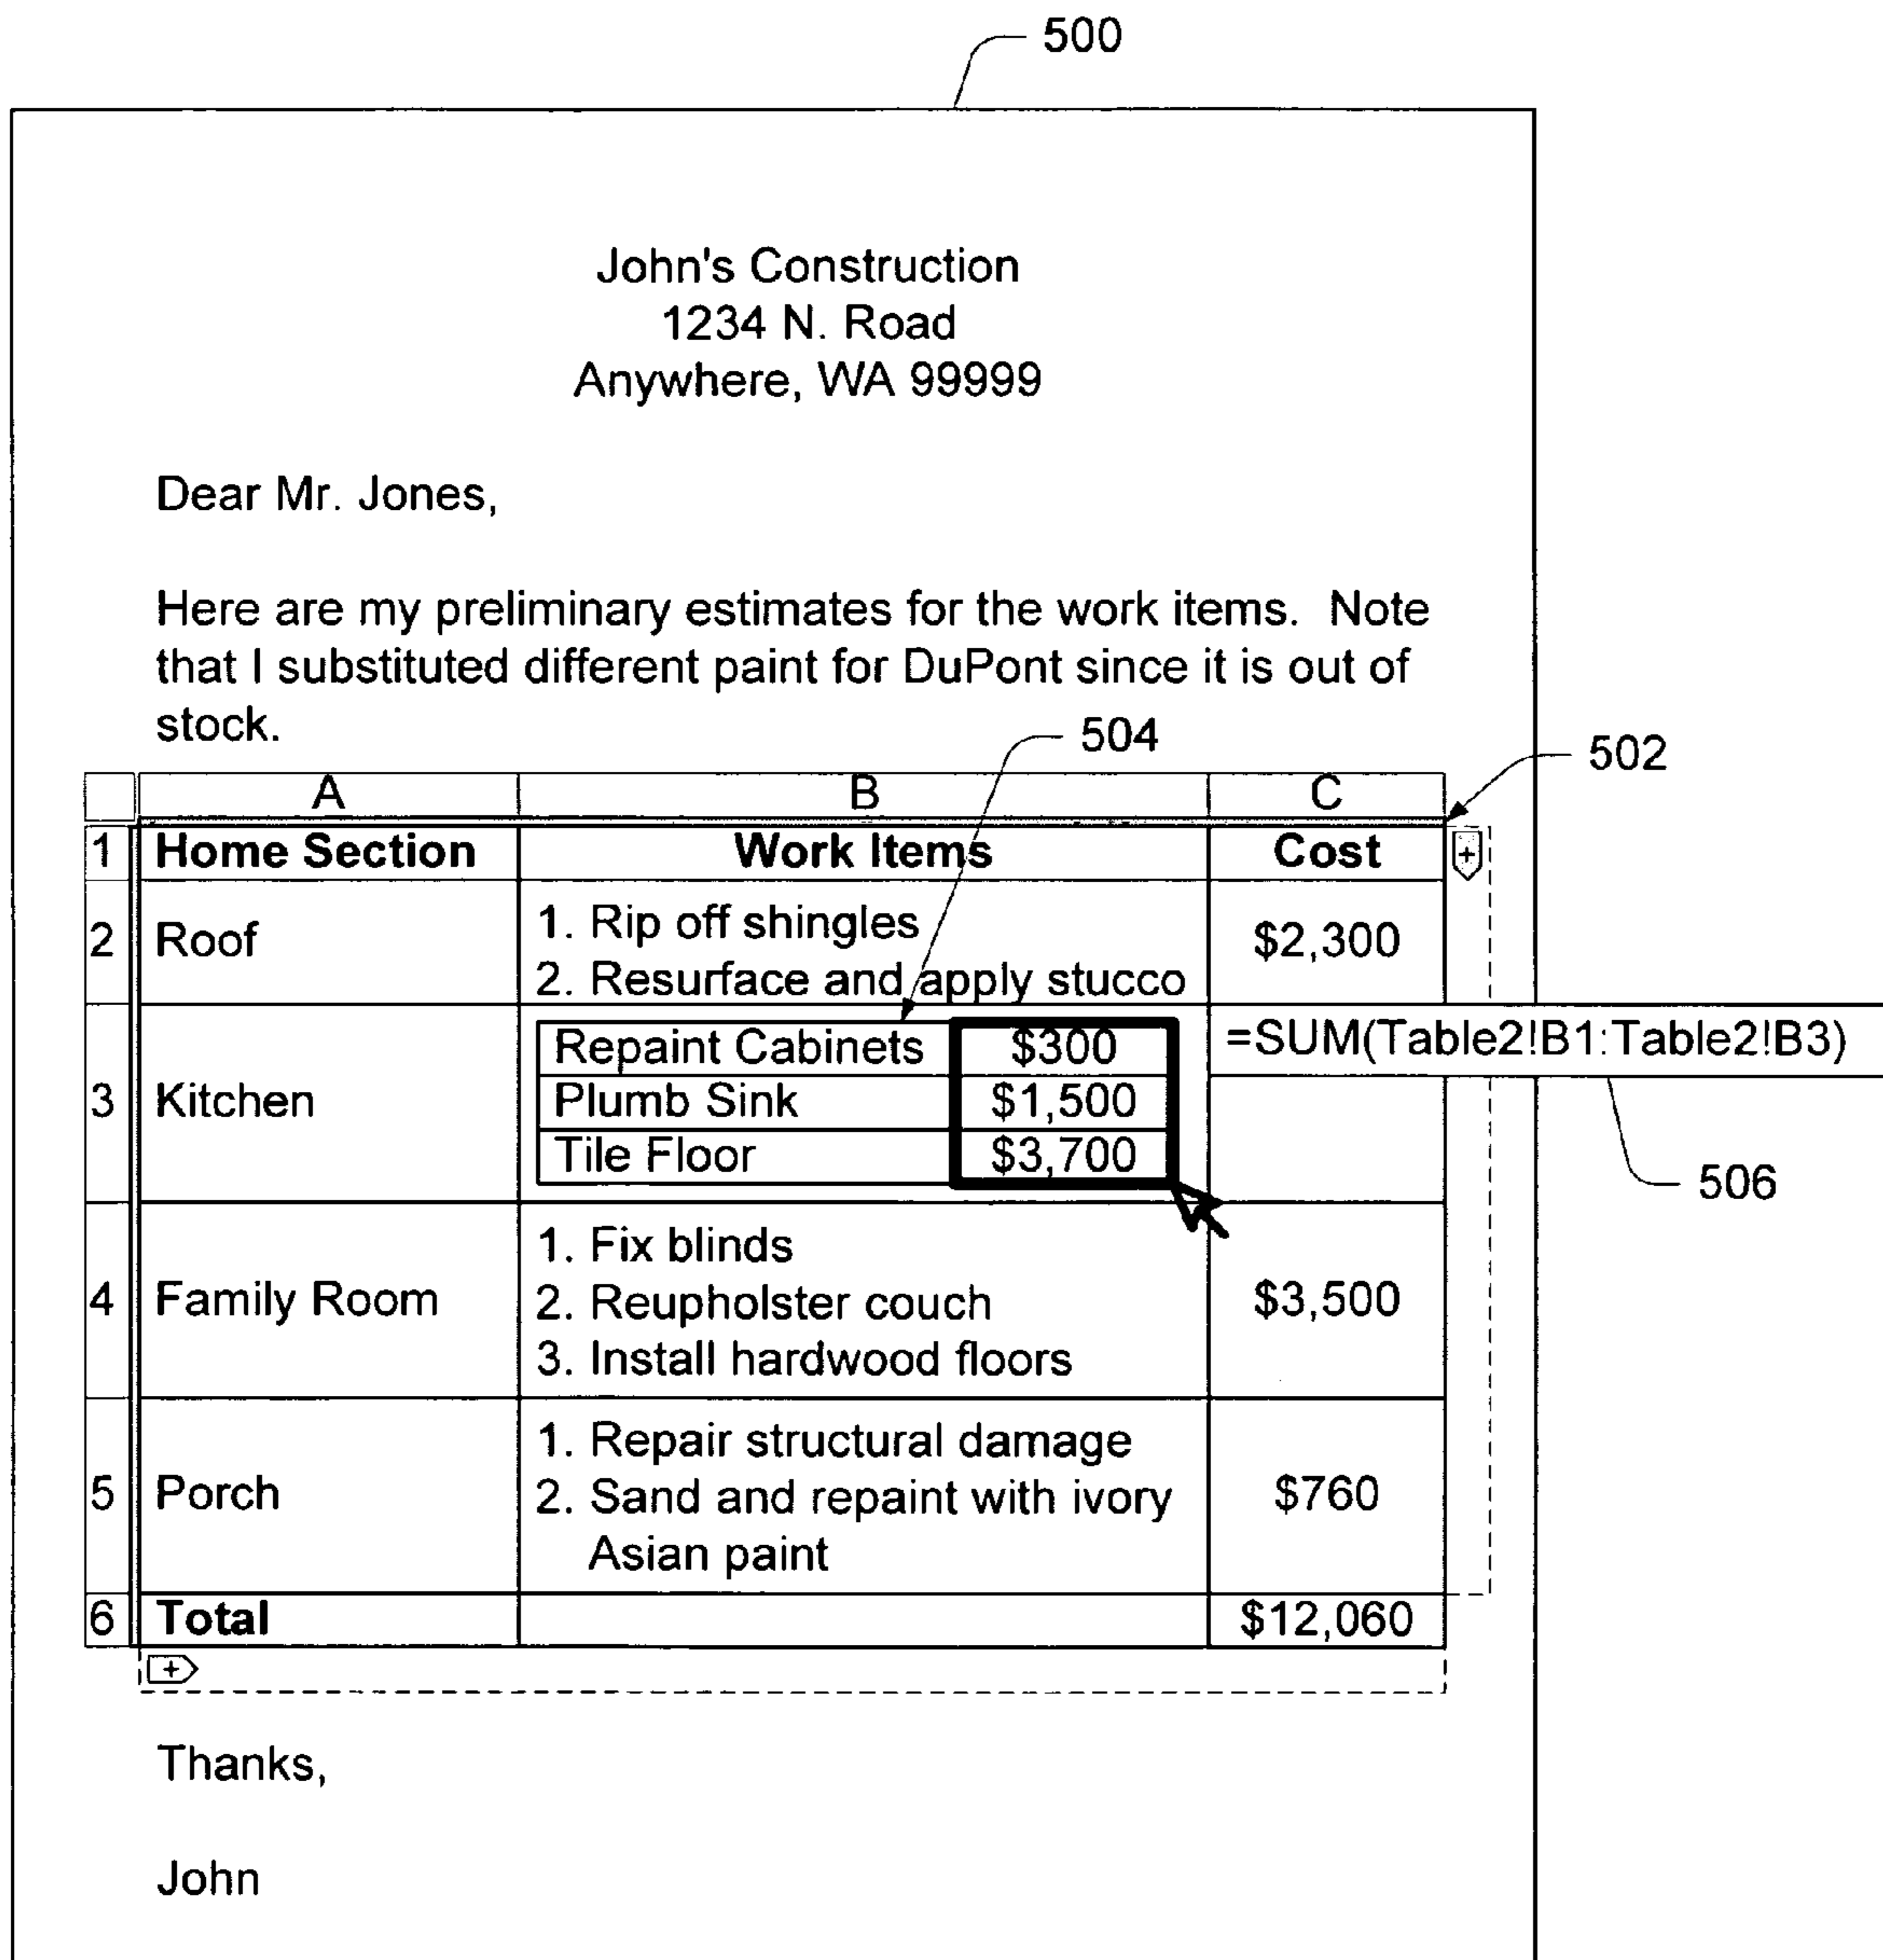 500
John's Construction
1234 N. Road
Anywhere, WA 99999
Dear Mr. Jones,
Here are my preliminary estimates for the work items. Note
that I substituted different paint for DuPont since it is out of
stock.
504
502
A B C
1 Home Section Work Items Cost
+
2 Roof
1. Rip off shingles
2. Resurface and apply stucco
$2,300
3 Kitchen
Repaint Cabinets $300
Plumb Sink $1,500
Tile Floor $3,700
=SUM(Table2!B1:Table2!B3)
506
4 Family Room
1. Fix blinds
2. Reupholster couch
3. Install hardwood floors
$3,500
5 Porch
1. Repair structural damage
2. Sand and repaint with ivory
Asian paint
$760
6 Total $12,060
+
Thanks,
John